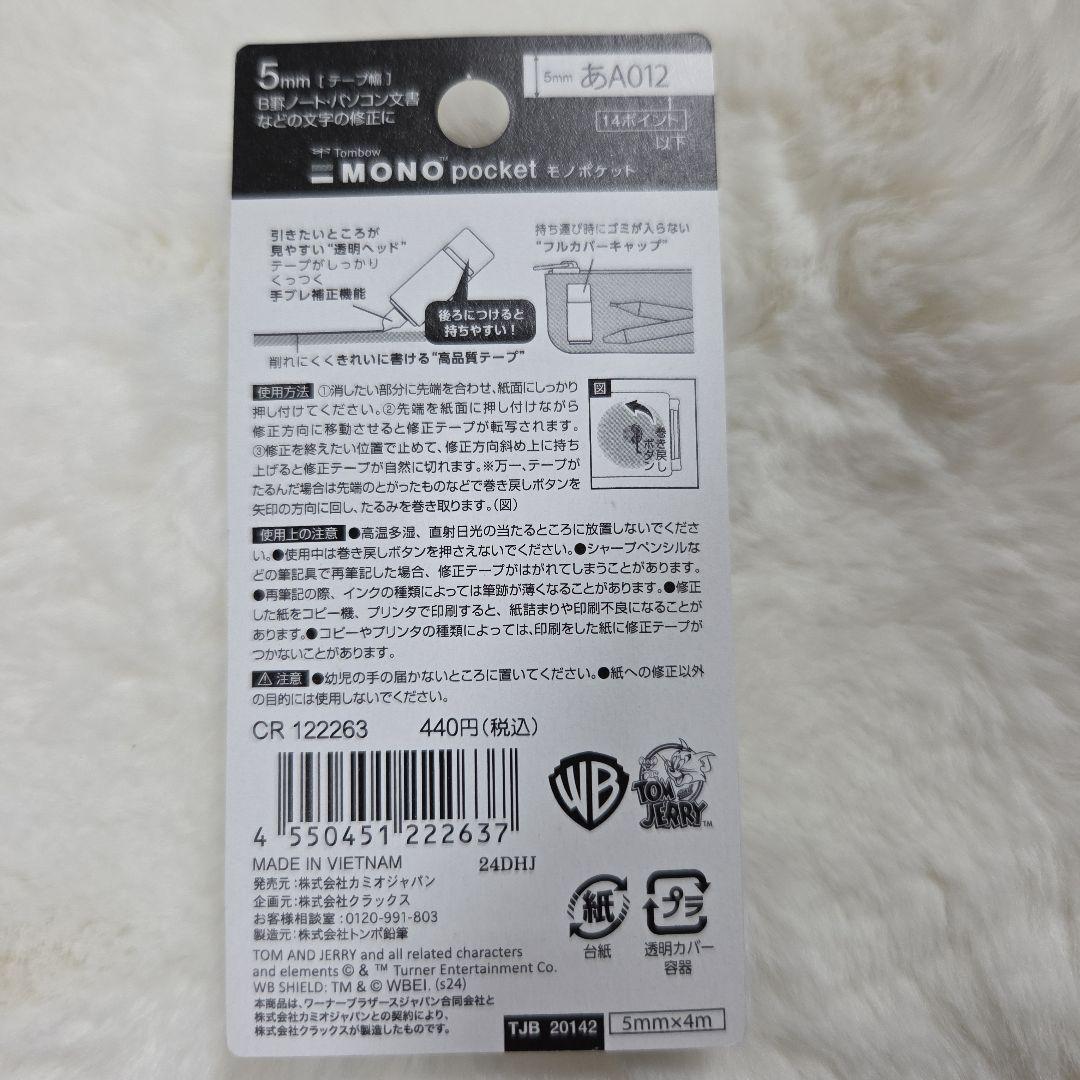 5mm [テープ幅]
B罫ノート・パソコン文書
などの文字の修正に
5mm あA012
14ポイント
以下
Tombow
MONO™ pocket モノポケット
引きたいところが
見やすい"透明ヘッド"
テープがしっかり
くっつく
手ブレ補正機能
後ろにつけると
持ちやすい!
持ち運び時にゴミが入らない
"フルカバーキャップ"
削れにくくきれいに書ける"高品質テープ"
使用方法 ①消したい部分に先端を合わせ、紙面にしっかり
押し付けてください。②先端を紙面に押し付けながら
修正方向に移動させると修正テープが転写されます。
③修正を終えたい位置で止めて、修正方向斜め上に持ち
上げると修正テープが自然に切れます。※万一、テープが
たるんだ場合は先端のとがったものなどで巻き戻しボタンを
矢印の方向に回し、たるみを巻き取ります。(図)
図
巻き戻し
ボタン
使用上の注意 ●高温多湿、直射日光の当たるところに放置しないでくださ
い。●使用中は巻き戻しボタンを押さえないでください。●シャープペンシルな
どの筆記具で再筆記した場合、修正テープがはがれてしまうことがあります。
●再筆記の際、インクの種類によっては筆跡が薄くなることがあります。●修正
した紙をコピー機、プリンタで印刷すると、紙詰まりや印刷不良になることが
あります。●コピーやプリンタの種類によっては、印刷をした紙に修正テープが
つかないことがあります。
⚠注意 ●幼児の手の届かないところに置いてください。●紙への修正以外
の目的には使用しないでください。
CR 122263 440円(税込)
4 550451 222637
WB
TOM AND JERRY™
MADE IN VIETNAM 24DHJ
発売元:株式会社カミオジャパン
企画元:株式会社クラックス
お客様相談室:0120-991-803
製造元:株式会社トンボ鉛筆
紙
台紙
プラ
透明カバー
容器
TOM AND JERRY and all related characters
and elements © & ™ Turner Entertainment Co.
WB SHIELD: TM & © WBEI. (s24)
本商品は、ワーナーブラザースジャパン合同会社と
株式会社カミオジャパンとの契約により、
株式会社クラックスが製造したものです。
TJB 20142
5mm×4m